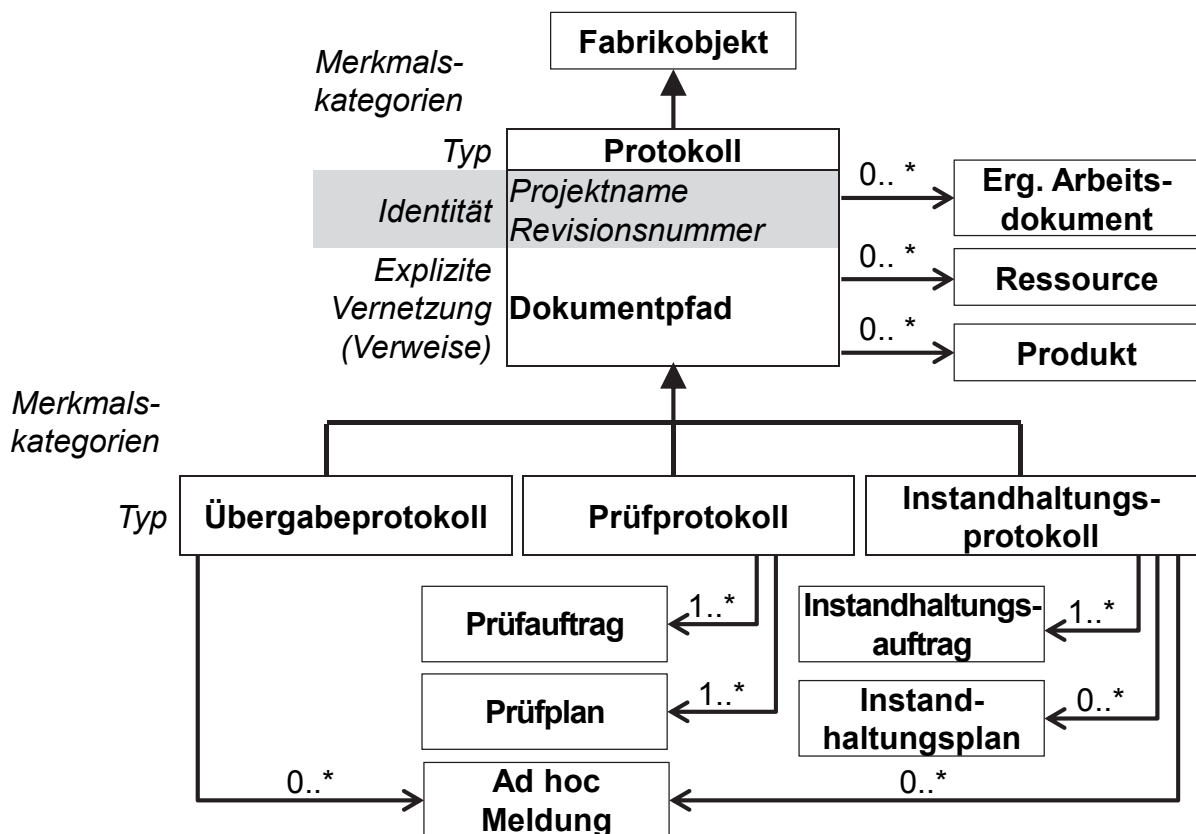 Fabrikobjekt
Merkmals-
kategorien
Typ
Protokoll
Identität
Projektname
Revisionsnummer
0.. *
Erg. Arbeits-
dokument
Explizite
Vernetzung
(Verweise)
Dokumentpfad
0.. *
Ressource
0.. *
Produkt
Merkmals-
kategorien
Typ
Übergabeprotokoll
Prüfprotokoll
Instandhaltungs-
protokoll
Prüfauftrag
1..*
Instandhaltungs-
auftrag
1..*
Prüfplan
1..*
Instand-
haltungsplan
0..*
0..*
Ad hoc
Meldung
0..*